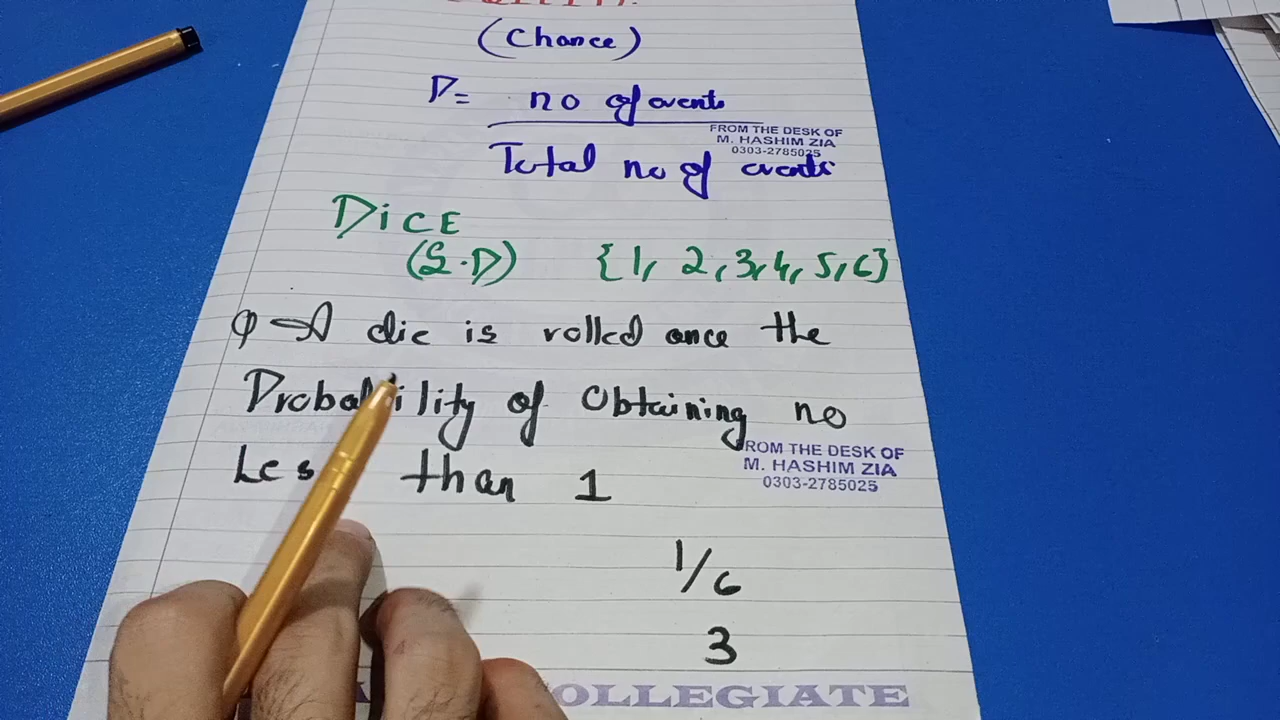 (Chance)
P = no of events
FROM THE DESK OF
M. HASHIM ZIA
0303-2785025
Total no of events
DiCE
(S.D) {1, 2, 3, 4, 5, 6}
Q → A die is rolled once the
Probability of Obtaining no
ROM THE DESK OF
M. HASHIM ZIA
0303-2785025
Less than 1
1/6
3
OLLEGIATE